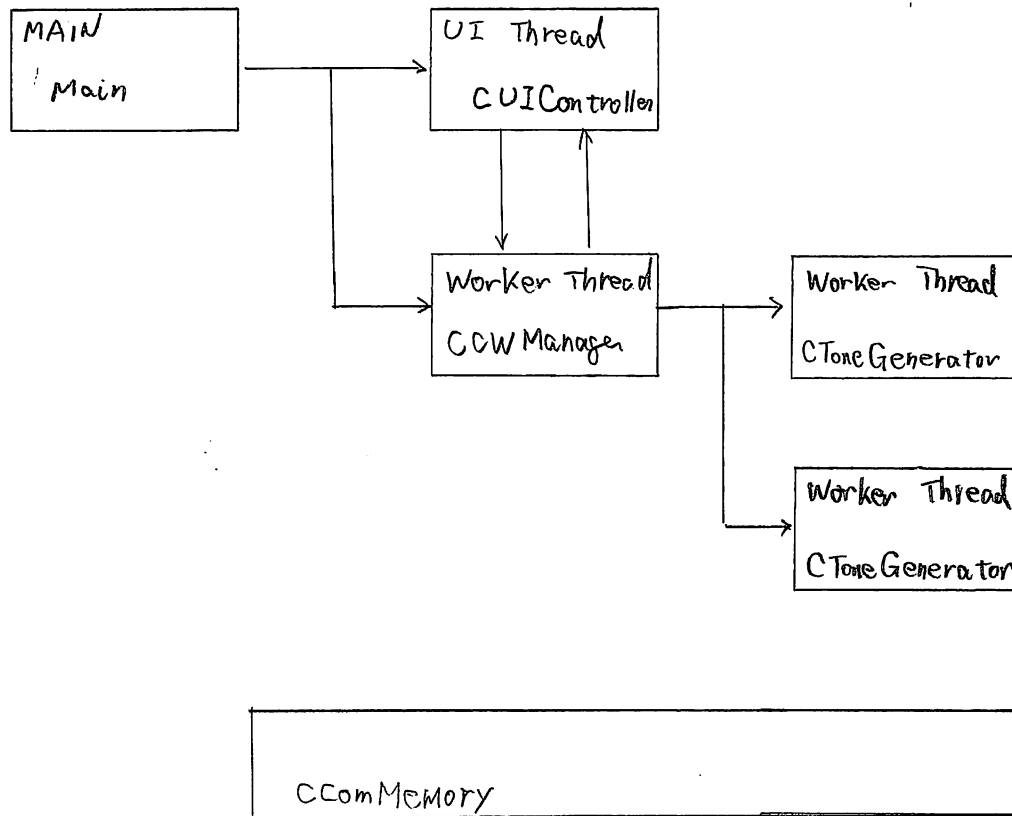 MAIN
Main
UI Thread
CUIController
Worker Thread
CCWManager
Worker Thread
CToneGenerator
Worker Thread
CToneGenerator
CComMemory